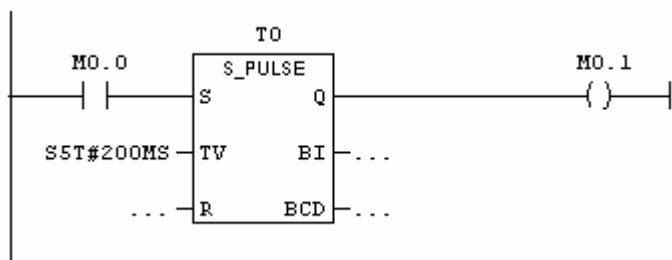 T0
M0.0 S_PULSE M0.1
S Q
S5T#200MS TV BI ...
... R BCD ...